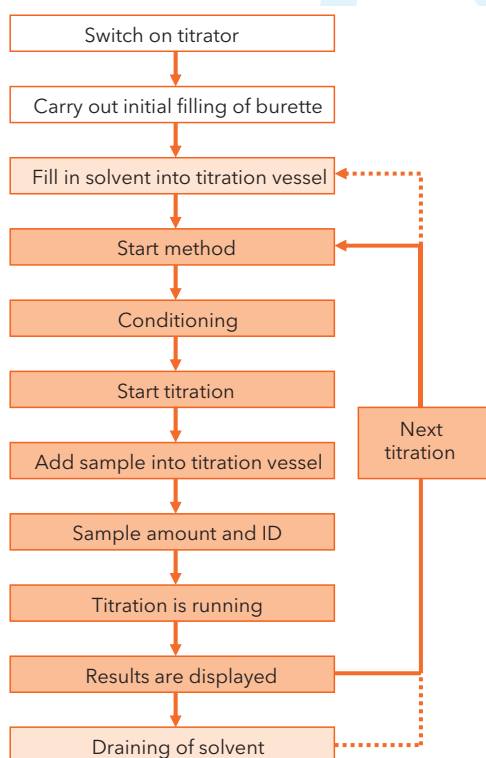 Switch on titrator
Carry out initial filling of burette
Fill in solvent into titration vessel
Start method
Conditioning
Start titration
Add sample into titration vessel
Sample amount and ID
Titration is running
Results are displayed
Draining of solvent
Next
titration